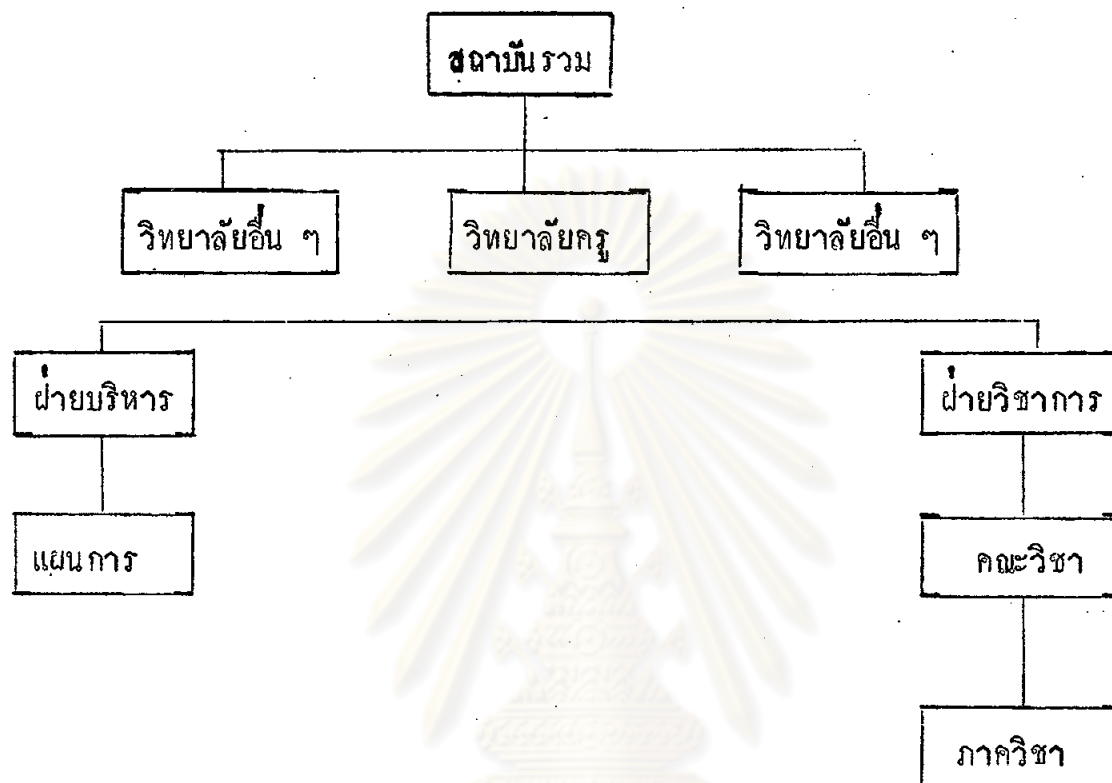 สถาบันรวม
วิทยาลัยอื่น ๆ
วิทยาลัยครู
วิทยาลัยอื่น ๆ
ฝ่ายบริหาร
ฝ่ายวิชาการ
แผนการ
คณะวิชา
ภาควิชา